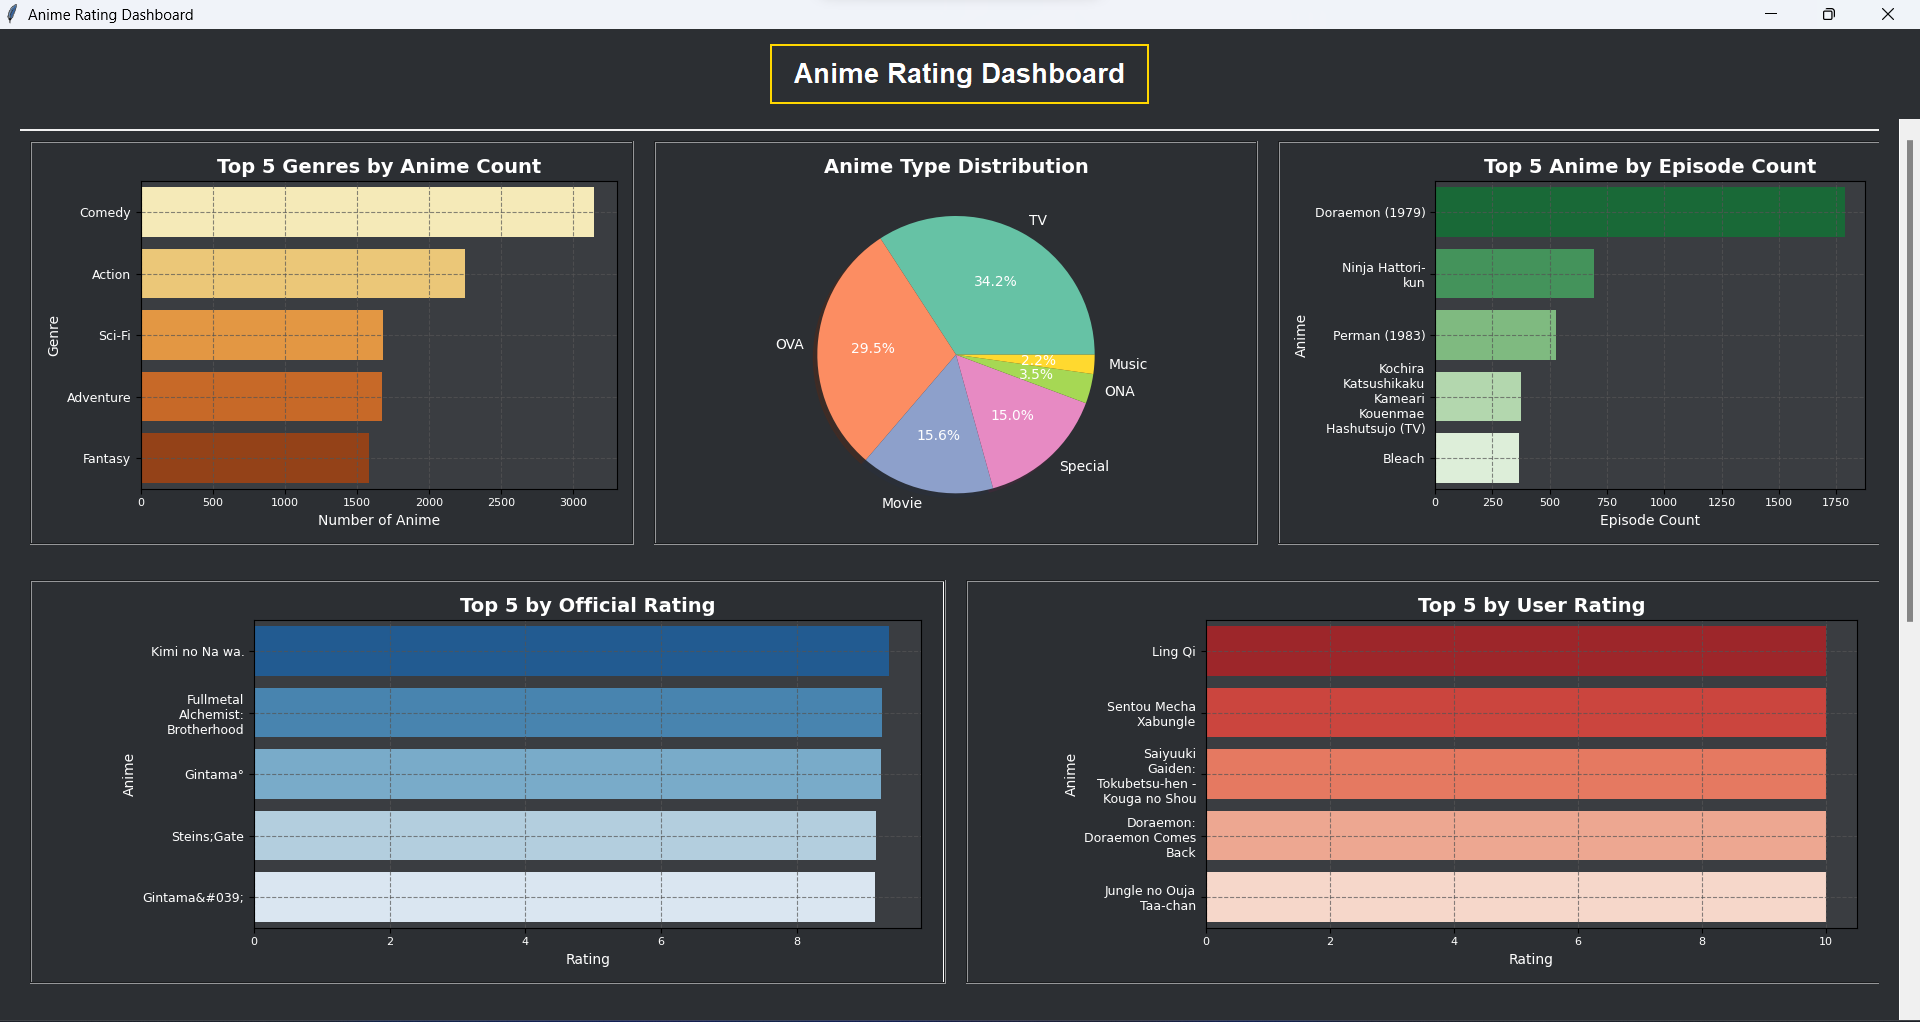 Anime Rating Dashboard
Anime Rating Dashboard
Top 5 Genres by Anime Count
Comedy
Action
Sci-Fi
Adventure
Fantasy
Genre
0 500 1000 1500 2000 2500 3000
Number of Anime
Anime Type Distribution
TV
34.2%
OVA
29.5%
Music
2.2%
ONA
3.5%
15.0%
Special
15.6%
Movie
Top 5 Anime by Episode Count
Doraemon (1979)
Ninja Hattori-
kun
Perman (1983)
Kochira
Katsushikaku
Kameari
Kouenmae
Hashutsujo (TV)
Bleach
Anime
0 250 500 750 1000 1250 1500 1750
Episode Count
Top 5 by Official Rating
Kimi no Na wa.
Fullmetal
Alchemist:
Brotherhood
Gintama°
Steins;Gate
Gintama&#039;
Anime
0 2 4 6 8
Rating
Top 5 by User Rating
Ling Qi
Sentou Mecha
Xabungle
Saiyuuki
Gaiden:
Tokubetsu-hen -
Kouga no Shou
Doraemon:
Doraemon Comes
Back
Jungle no Ouja
Taa-chan
Anime
0 2 4 6 8 10
Rating